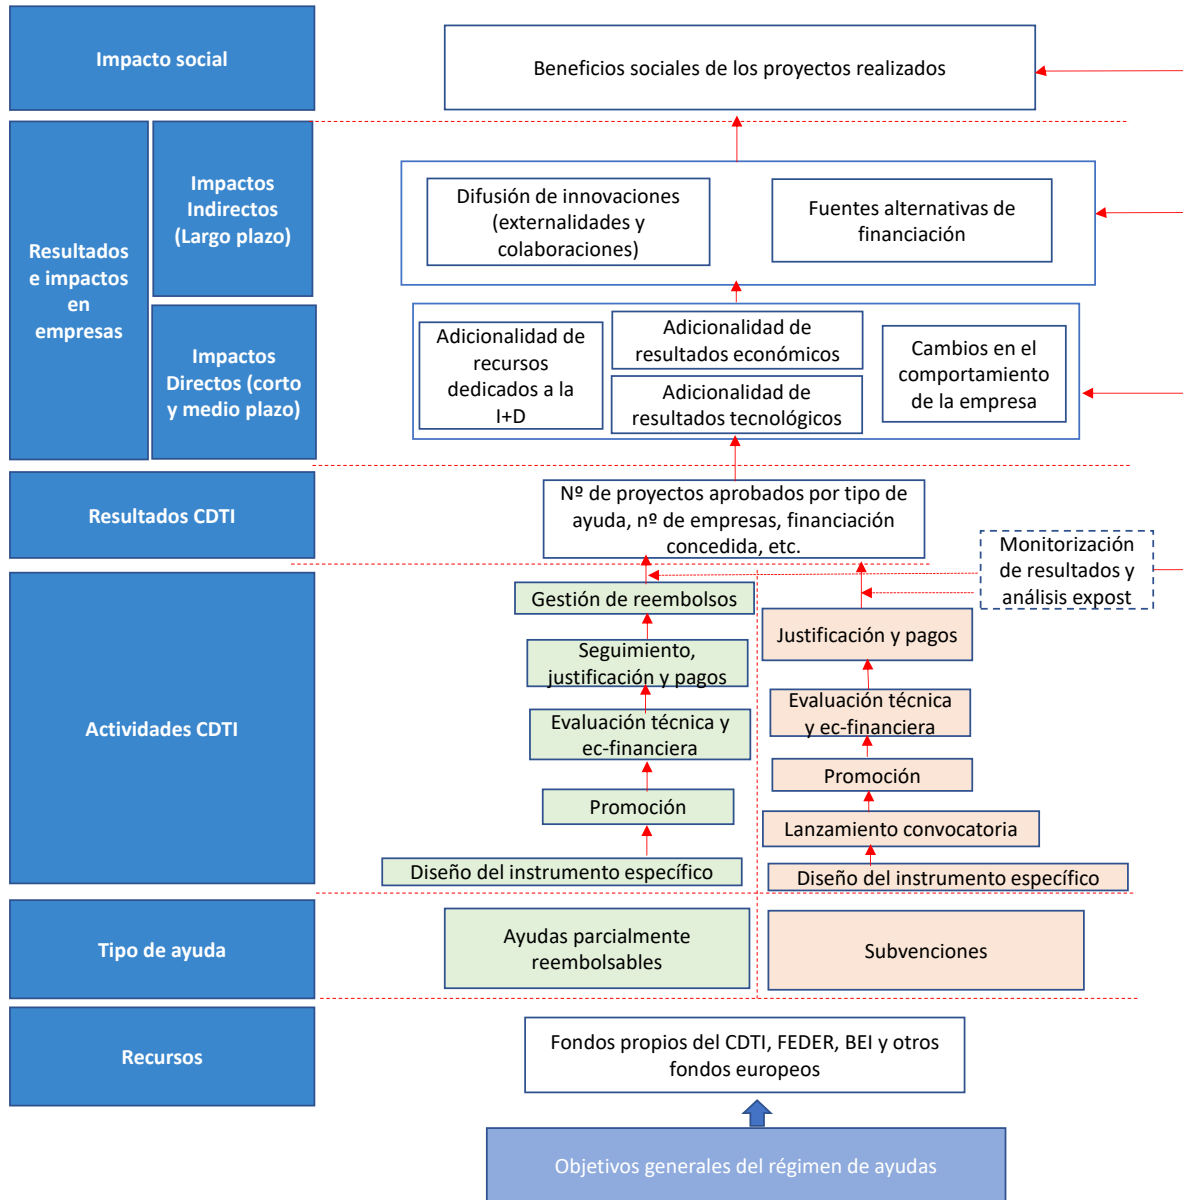 Impacto social
Beneficios sociales de los proyectos realizados
Resultados
e impactos
en
empresas
Impactos
Indirectos
(Largo plazo)
Difusión de innovaciones
(externalidades y
colaboraciones)
Fuentes alternativas de
financiación
Impactos
Directos (corto
y medio plazo)
Adicionalidad de
recursos
dedicados a la
I+D
Adicionalidad de
resultados económicos
Adicionalidad de
resultados tecnológicos
Cambios en el
comportamiento
de la empresa
Resultados CDTI
Nº de proyectos aprobados por tipo de
ayuda, nº de empresas, financiación
concedida, etc.
Monitorización
de resultados y
análisis expost
Actividades CDTI
Gestión de reembolsos
Seguimiento,
justificación y pagos
Evaluación técnica y
ec-financiera
Promoción
Diseño del instrumento específico
Justificación y pagos
Evaluación técnica
y ec-financiera
Promoción
Lanzamiento convocatoria
Diseño del instrumento específico
Tipo de ayuda
Ayudas parcialmente
reembolsables
Subvenciones
Recursos
Fondos propios del CDTI, FEDER, BEI y otros
fondos europeos
Objetivos generales del régimen de ayudas